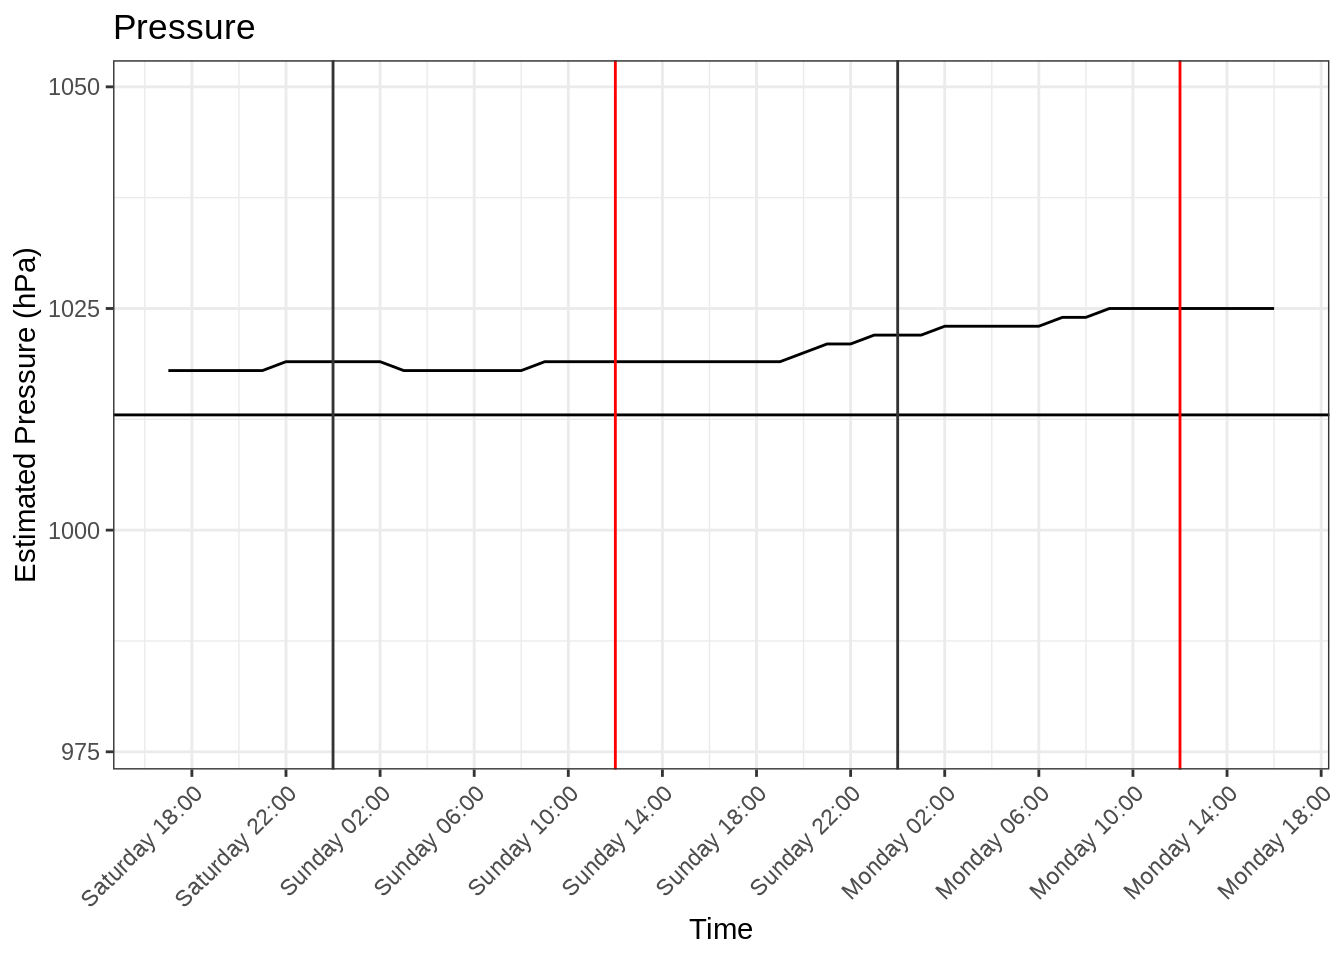 Pressure
1050
1025
1000
975
Estimated Pressure (hPa)
Saturday 18:00
Saturday 22:00
Sunday 02:00
Sunday 06:00
Sunday 10:00
Sunday 14:00
Sunday 18:00
Sunday 22:00
Monday 02:00
Monday 06:00
Monday 10:00
Monday 14:00
Monday 18:00
Time